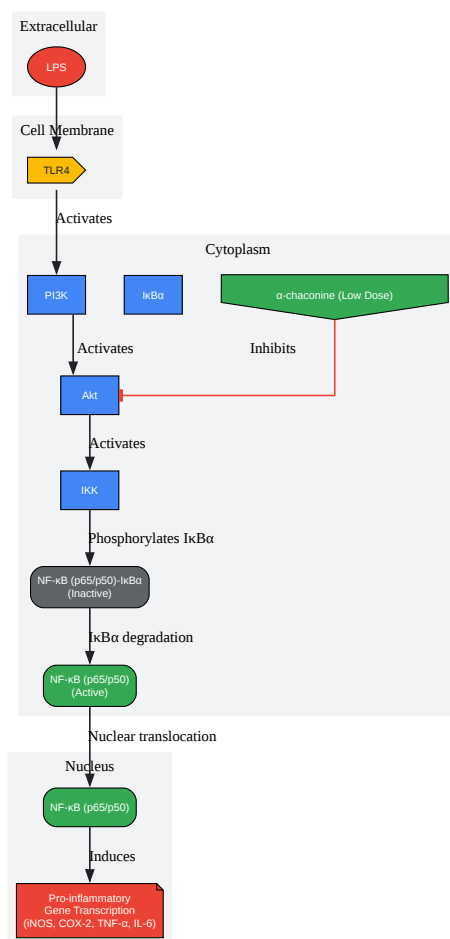 Extracellular
LPS
Cell Membrane
TLR4
Activates
Cytoplasm
PI3K
IκBα
α-chaconine (Low Dose)
Activates
Inhibits
Akt
Activates
IKK
Phosphorylates IκBα
NF-κB (p65/p50)-IκBα
(Inactive)
IκBα degradation
NF-κB (p65/p50)
(Active)
Nuclear translocation
Nucleus
NF-κB (p65/p50)
Induces
Pro-inflammatory
Gene Transcription
(iNOS, COX-2, TNF-α, IL-6)